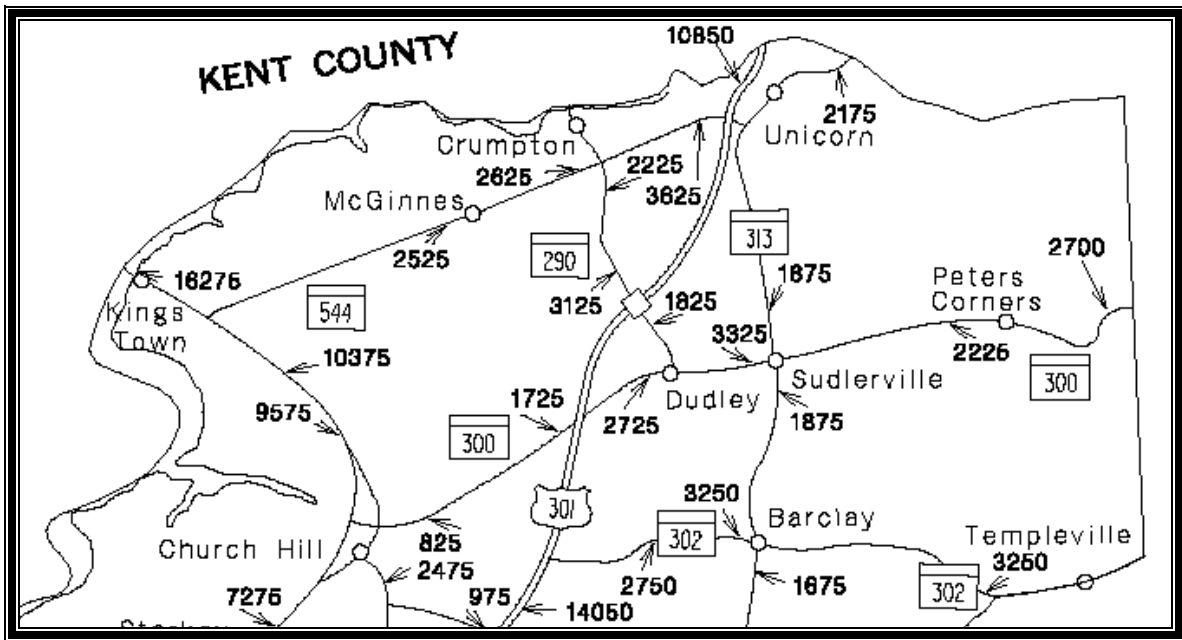 10850
KENT COUNTY
2175
Unicorn
Crumpton
2625
2225
3625
McGinnes
313
2525
290
2700
16275
3125
1825
1875
Peters
Corners
Kings
Town
544
3325
10375
2225
Sudlerville
300
1725
Dudley
9575
2725
1875
300
301
3250
Barclay
302
Templeville
Church Hill
825
2475
2750
1675
3250
302
7275
975
14050